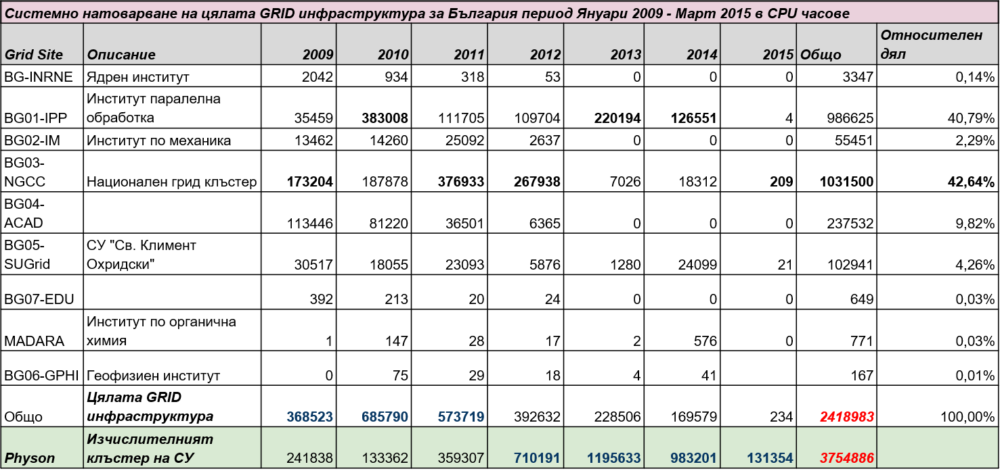 Системно натоварване на цялата GRID инфраструктура за България период Януари 2009 - Март 2015 в CPU часове
Grid Site Описание 2009 2010 2011 2012 2013 2014 2015 Общо Относителен
дял
BG-INRNE Ядрен институт 2042 934 318 53 0 0 0 3347 0,14%
Институт паралелна
BG01-IPP обработка 35459 383008 111705 109704 220194 126551 4 986625 40,79%
BG02-IM Институт по механика 13462 14260 25092 2637 0 0 0 55451 2,29%
BG03-
NGCC Национален грид клъстер 173204 187878 376933 267938 7026 18312 209 1031500 42,64%
BG04-
ACAD 113446 81220 36501 6365 0 0 0 237532 9,82%
BG05- СУ "Св. Климент
SUGrid Охридски" 30517 18055 23093 5876 1280 24099 21 102941 4,26%
BG07-EDU 392 213 20 24 0 0 0 649 0,03%
Институт по органична
MADARA химия 1 147 28 17 2 576 0 771 0,03%
BG06-GPHI Геофизиен институт 0 75 29 18 4 41 167 0,01%
Цялата GRID
Общо инфраструктура 368523 685790 573719 392632 228506 169579 234 2418983 100,00%
Изчислителният
Physon клъстер на СУ 241838 133362 359307 710191 1195633 983201 131354 3754886